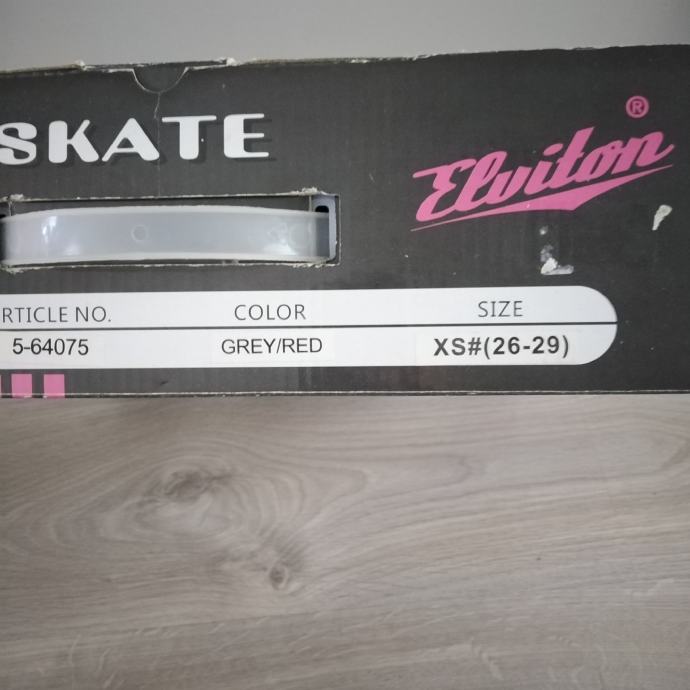 SKATE
Elviton®
RTICLE NO. COLOR SIZE
5-64075 GREY/RED XS#(26-29)